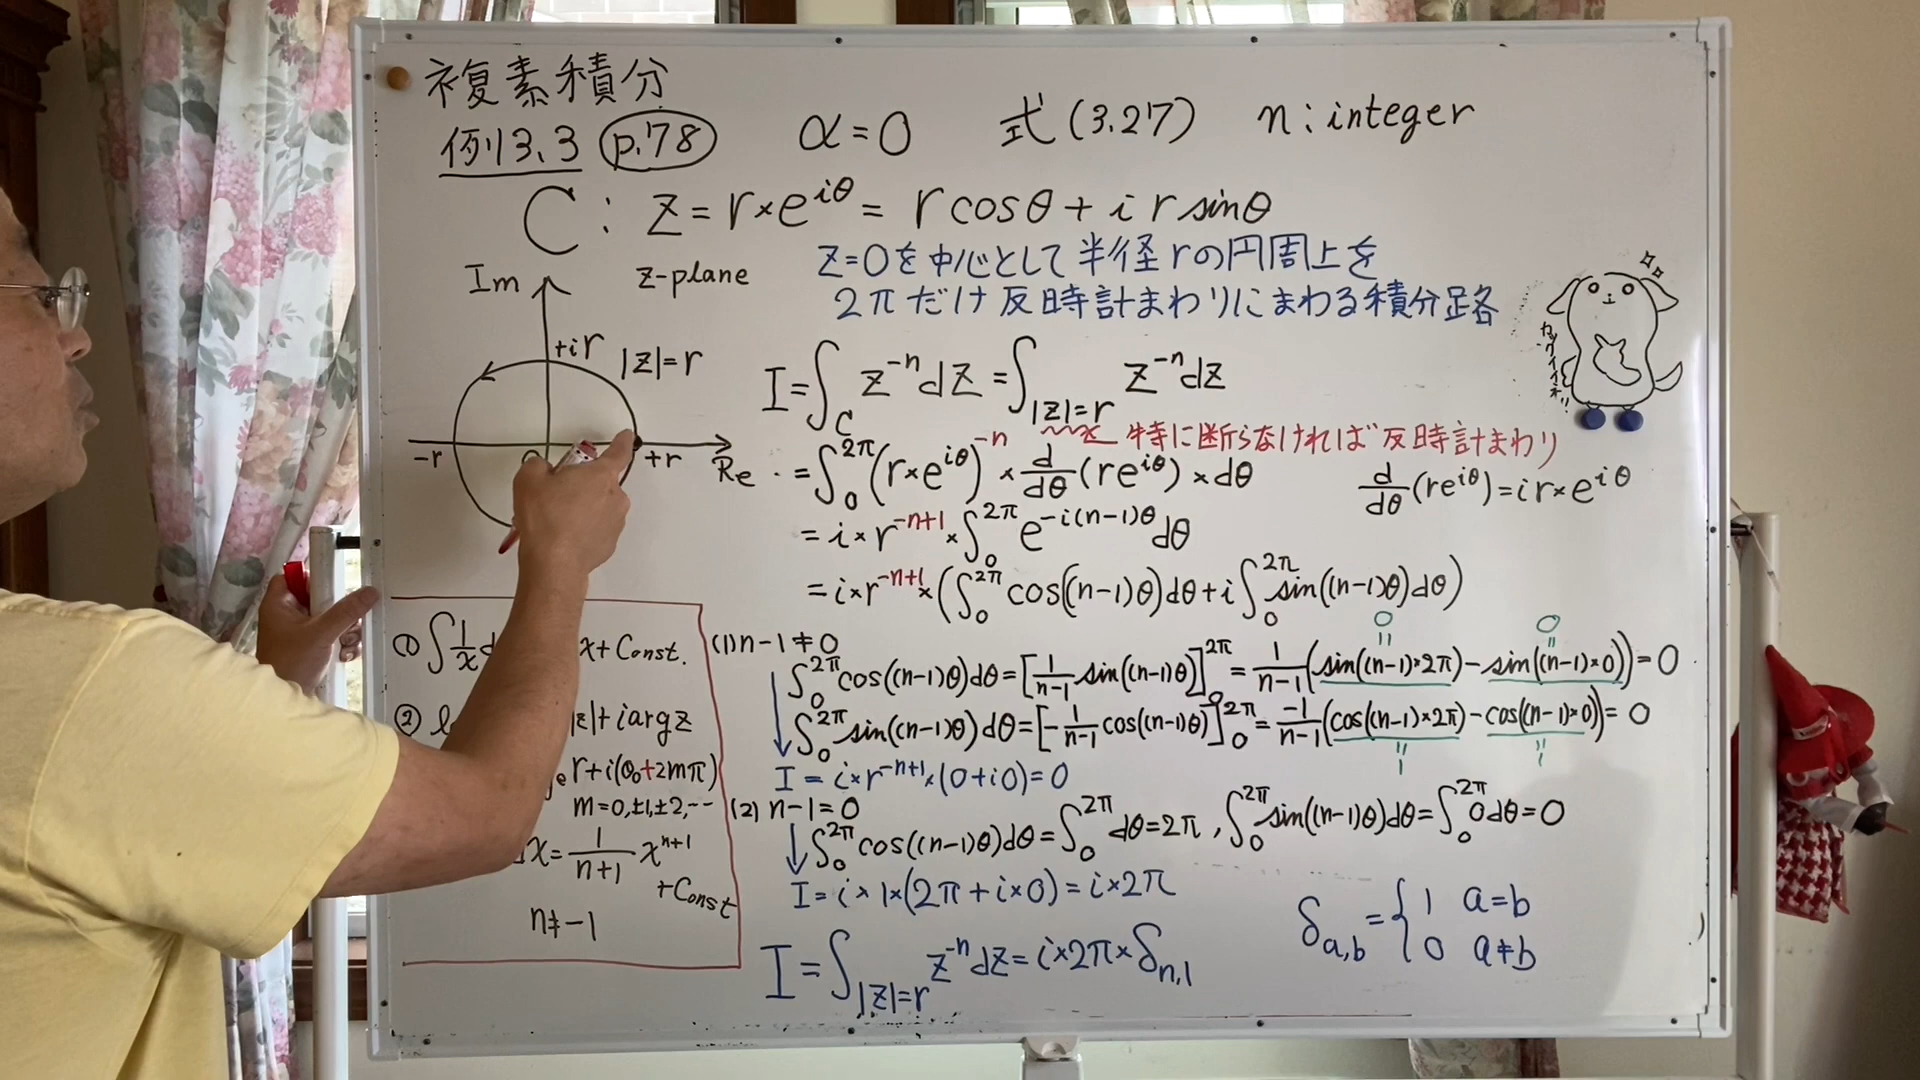 複素積分
例3.3 p.78 α=0 式(3.27) n:integer
C: z=r×e^{iθ}=r cosθ+i r sinθ
z=0を中心として半径rの円周上を
2πだけ反時計まわりにまわる積分路
Im z-plane
+ir |z|=r
-r +r Re
カワイイネ!!
I=∫_C z^{-n}dz=∫_{|z|=r} z^{-n}dz
特に断らなければ反時計まわり
=∫_0^{2π}(r×e^{iθ})^{-n}×d/dθ(re^{iθ})×dθ
d/dθ(re^{iθ})=ir×e^{iθ}
=i×r^{-n+1}×∫_0^{2π}e^{-i(n-1)θ}dθ
=i×r^{-n+1}×(∫_0^{2π}cos((n-1)θ)dθ+i∫_0^{2π}sin((n-1)θ)dθ)
① ∫1/x d x+Const.
② |z|+i arg z
e r+i(θ₀+2mπ)
m=0,±1,±2,--
x=1/(n+1) x^{n+1}
+Const
n≠-1
(1) n-1≠0
0 0
∫_0^{2π}cos((n-1)θ)dθ=[1/(n-1) sin((n-1)θ)]_0^{2π}=1/(n-1)(sin((n-1)×2π)-sin((n-1)×0))=0
∫_0^{2π}sin((n-1)θ)dθ=[-1/(n-1) cos((n-1)θ)]_0^{2π}=-1/(n-1)(cos((n-1)×2π)-cos((n-1)×0))=0
1 1
I=i×r^{-n+1}×(0+i0)=0
(2) n-1=0
∫_0^{2π}cos((n-1)θ)dθ=∫_0^{2π}dθ=2π, ∫_0^{2π}sin((n-1)θ)dθ=∫_0^{2π}0dθ=0
I=i×1×(2π+i×0)=i×2π
I=∫_{|z|=r} z^{-n}dz=i×2π×δ_{n,1}
δ_{a,b}={1 a=b
0 a≠b